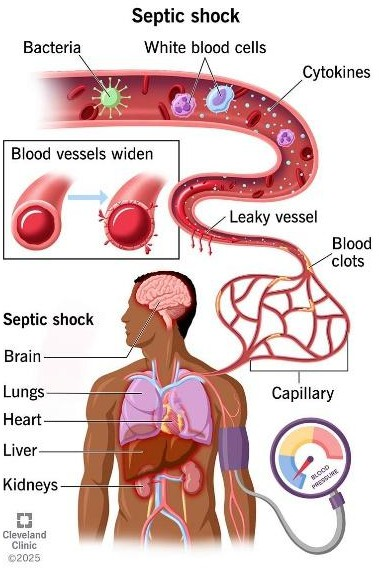 Septic shock
Bacteria
White blood cells
Cytokines
Blood vessels widen
Leaky vessel
Blood
clots
Septic shock
Brain
Lungs
Capillary
Heart
Liver
Kidneys
BLOOD
PRESSURE
Cleveland
Clinic
©2025